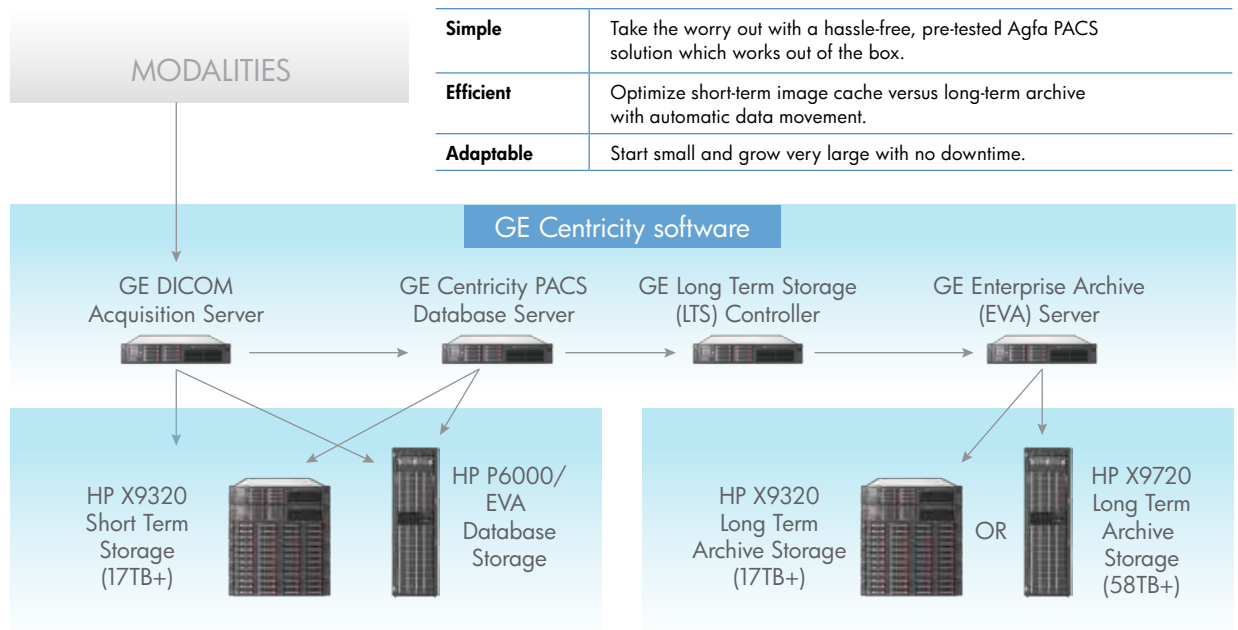 MODALITIES
Simple
Take the worry out with a hassle-free, pre-tested Agfa PACS
solution which works out of the box.
Efficient
Optimize short-term image cache versus long-term archive
with automatic data movement.
Adaptable
Start small and grow very large with no downtime.
GE Centricity software
GE DICOM
Acquisition Server
GE Centricity PACS
Database Server
GE Long Term Storage
(LTS) Controller
GE Enterprise Archive
(EVA) Server
HP X9320
Short Term
Storage
(17TB+)
HP P6000/
EVA
Database
Storage
HP X9320
Long Term
Archive Storage
(17TB+)
OR
HP X9720
Long Term
Archive
Storage
(58TB+)